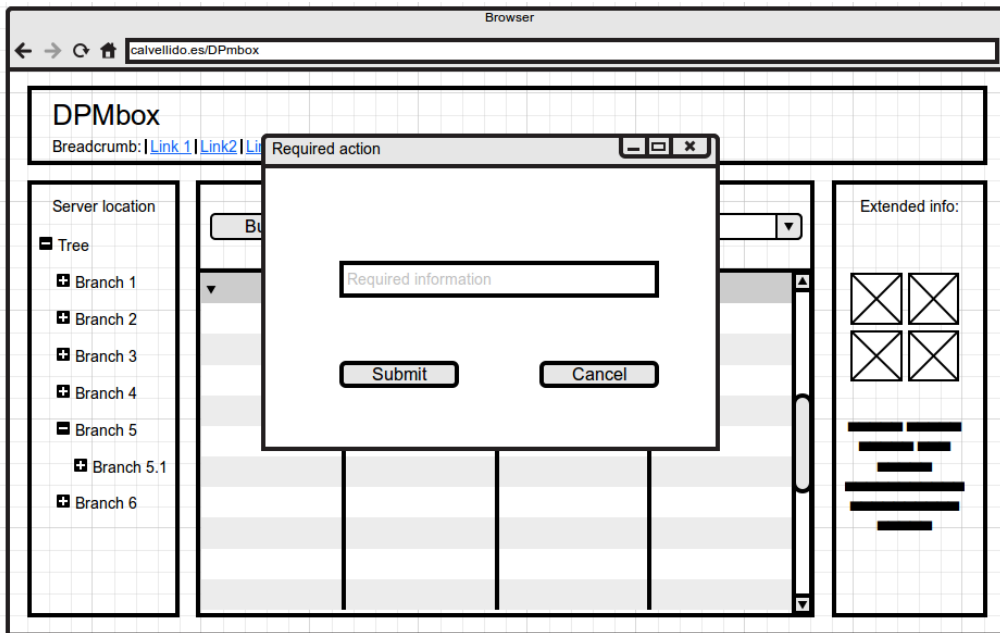 Browser
calvellido.es/DPmbox
DPMbox
Breadcrumb: Link 1 Link2
Required action
Server location
Tree
Branch 1
Branch 2
Branch 3
Branch 4
Branch 5
Branch 5.1
Branch 6
Required information
Submit Cancel
Extended info: